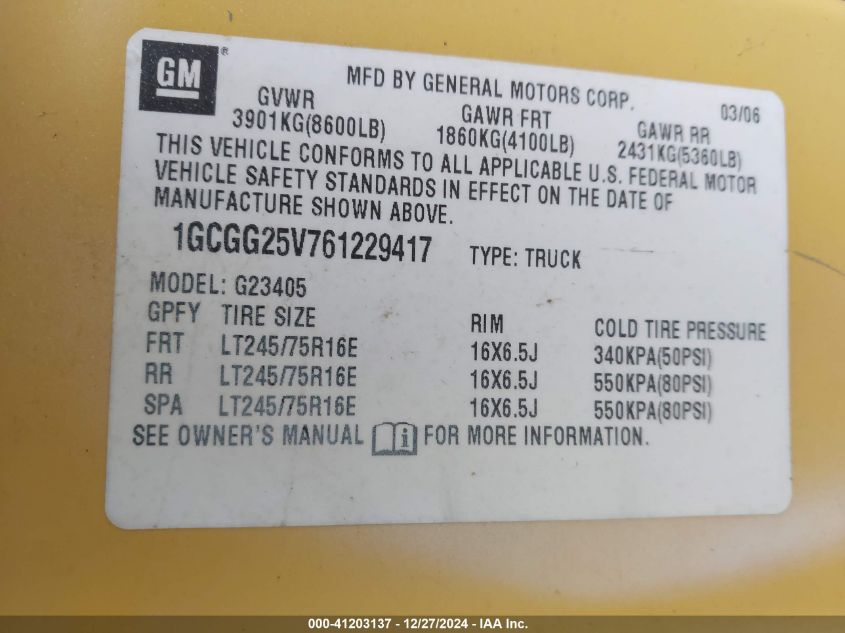 GM ®
MFD BY GENERAL MOTORS CORP. 03/06
GVWR GAWR FRT GAWR RR
3901KG(8600LB) 1860KG(4100LB) 2431KG(5360LB)
THIS VEHICLE CONFORMS TO ALL APPLICABLE U.S. FEDERAL MOTOR
VEHICLE SAFETY STANDARDS IN EFFECT ON THE DATE OF
MANUFACTURE SHOWN ABOVE.
1GCGG25V761229417 TYPE: TRUCK
MODEL: G23405
GPFY TIRE SIZE RIM COLD TIRE PRESSURE
FRT LT245/75R16E 16X6.5J 340KPA(50PSI)
RR LT245/75R16E 16X6.5J 550KPA(80PSI)
SPA LT245/75R16E 16X6.5J 550KPA(80PSI)
SEE OWNER'S MANUAL i FOR MORE INFORMATION.
000-41203137 - 12/27/2024 - IAA Inc.